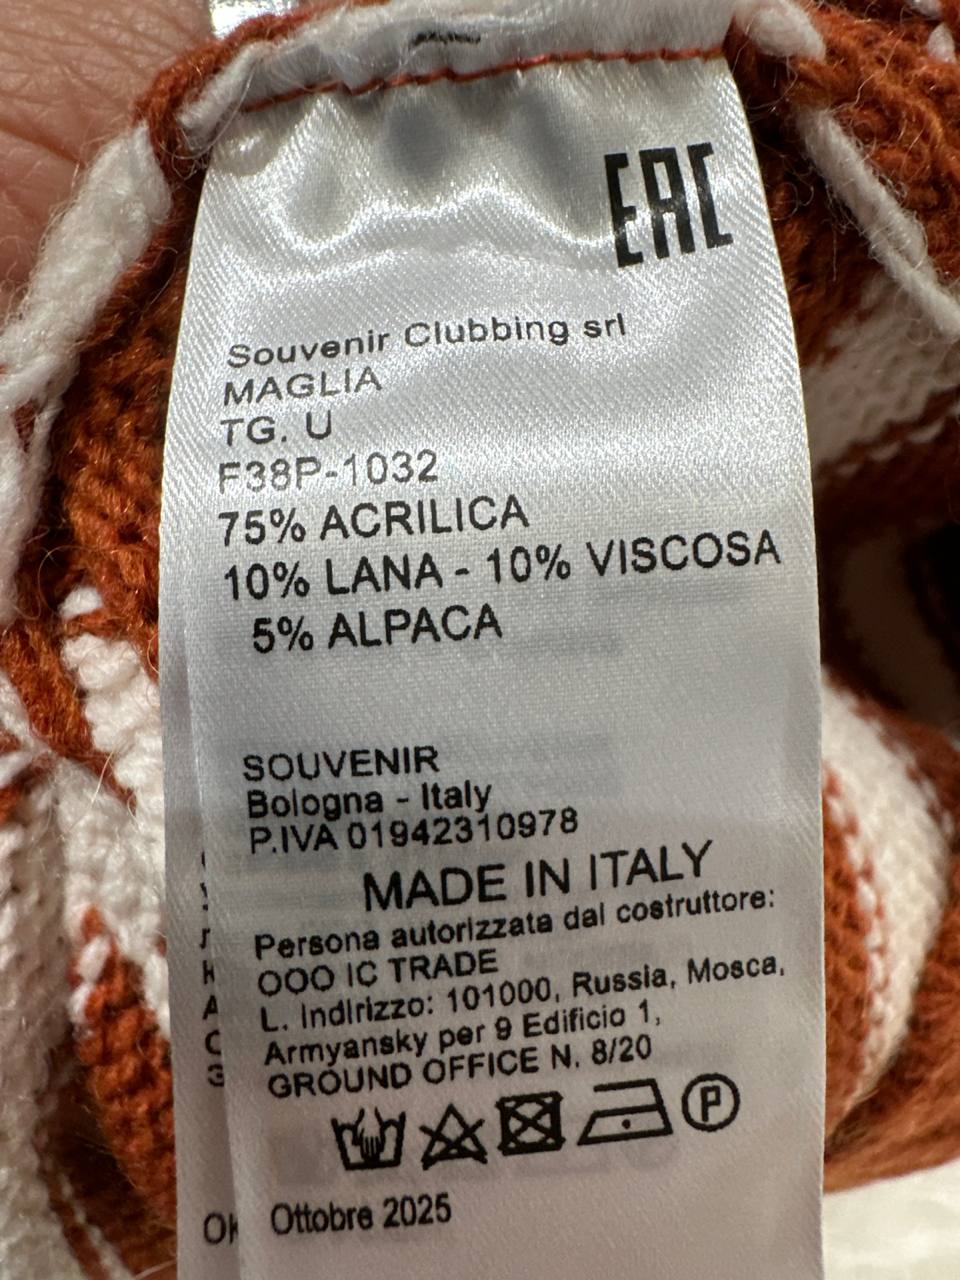 EAC
Souvenir Clubbing srl
MAGLIA
TG. U
F38P-1032
75% ACRILICA
10% LANA - 10% VISCOSA
5% ALPACA
SOUVENIR
Bologna - Italy
P.IVA 01942310978
MADE IN ITALY
Persona autorizzata dal costruttore:
OOO IC TRADE
L. Indirizzo: 101000, Russia, Mosca,
Armyansky per 9 Edificio 1,
GROUND OFFICE N. 8/20
P
Ottobre 2025